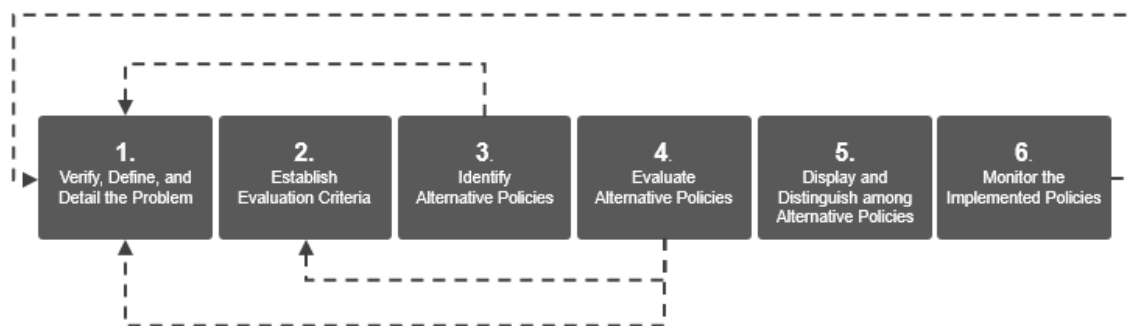 1.
Verify, Define, and
Detail the Problem
2.
Establish
Evaluation Criteria
3.
Identify
Alternative Policies
4.
Evaluate
Alternative Policies
5.
Display and
Distinguish among
Alternative Policies
6.
Monitor the
Implemented Policies